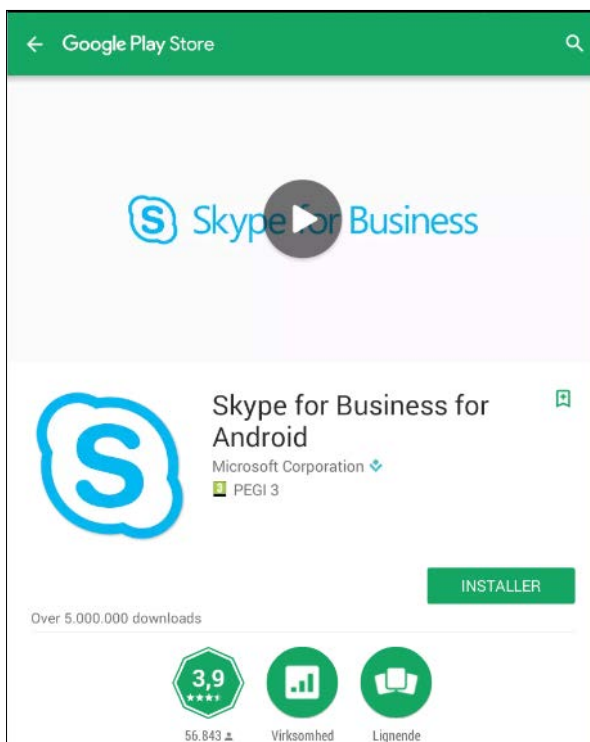 Google Play Store
Skype for Business
Skype for Business for
Android
Microsoft Corporation
3 PEGI 3
INSTALLER
Over 5.000.000 downloads
3,9
56.843
Virksomhed
Lignende